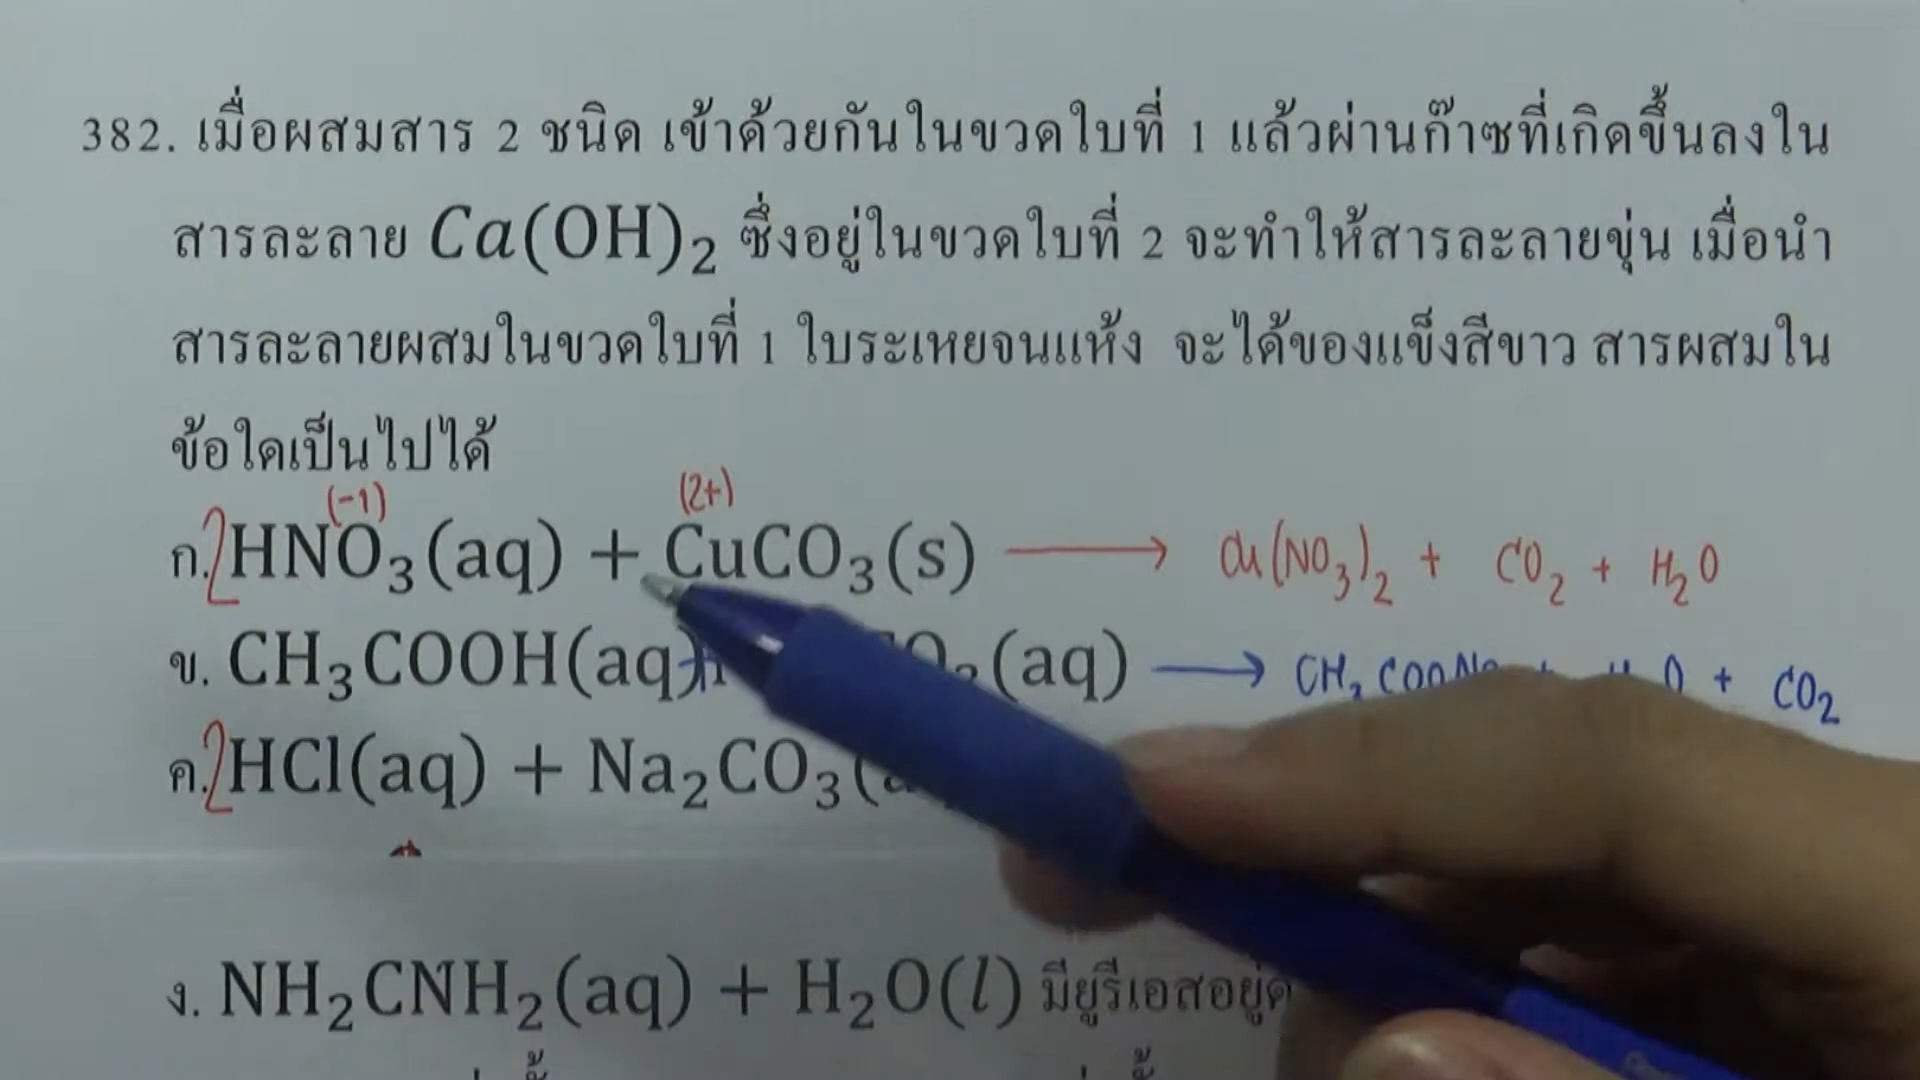 382. เมื่อผสมสาร 2 ชนิด เข้าด้วยกันในขวดใบที่ 1 แล้วผ่านก๊าซที่เกิดขึ้นลงใน
สารละลาย Ca(OH)₂ ซึ่งอยู่ในขวดใบที่ 2 จะทำให้สารละลายขุ่น เมื่อนำ
สารละลายผสมในขวดใบที่ 1 ใบระเหยจนแห้ง จะได้ของแข็งสีขาว สารผสมใน
ข้อใดเป็นไปได้
(-1) (2+)
ก. 2HNO₃(aq) + CuCO₃(s) → Cu(NO₃)₂ + CO₂ + H₂O
ข. CH₃COOH(aq)+ (aq) → CH₃COONa + H₂O + CO₂
ค. 2HCl(aq) + Na₂CO₃(
ง. NH₂CNH₂(aq) + H₂O(l) มียูรีเอสอยู่ด